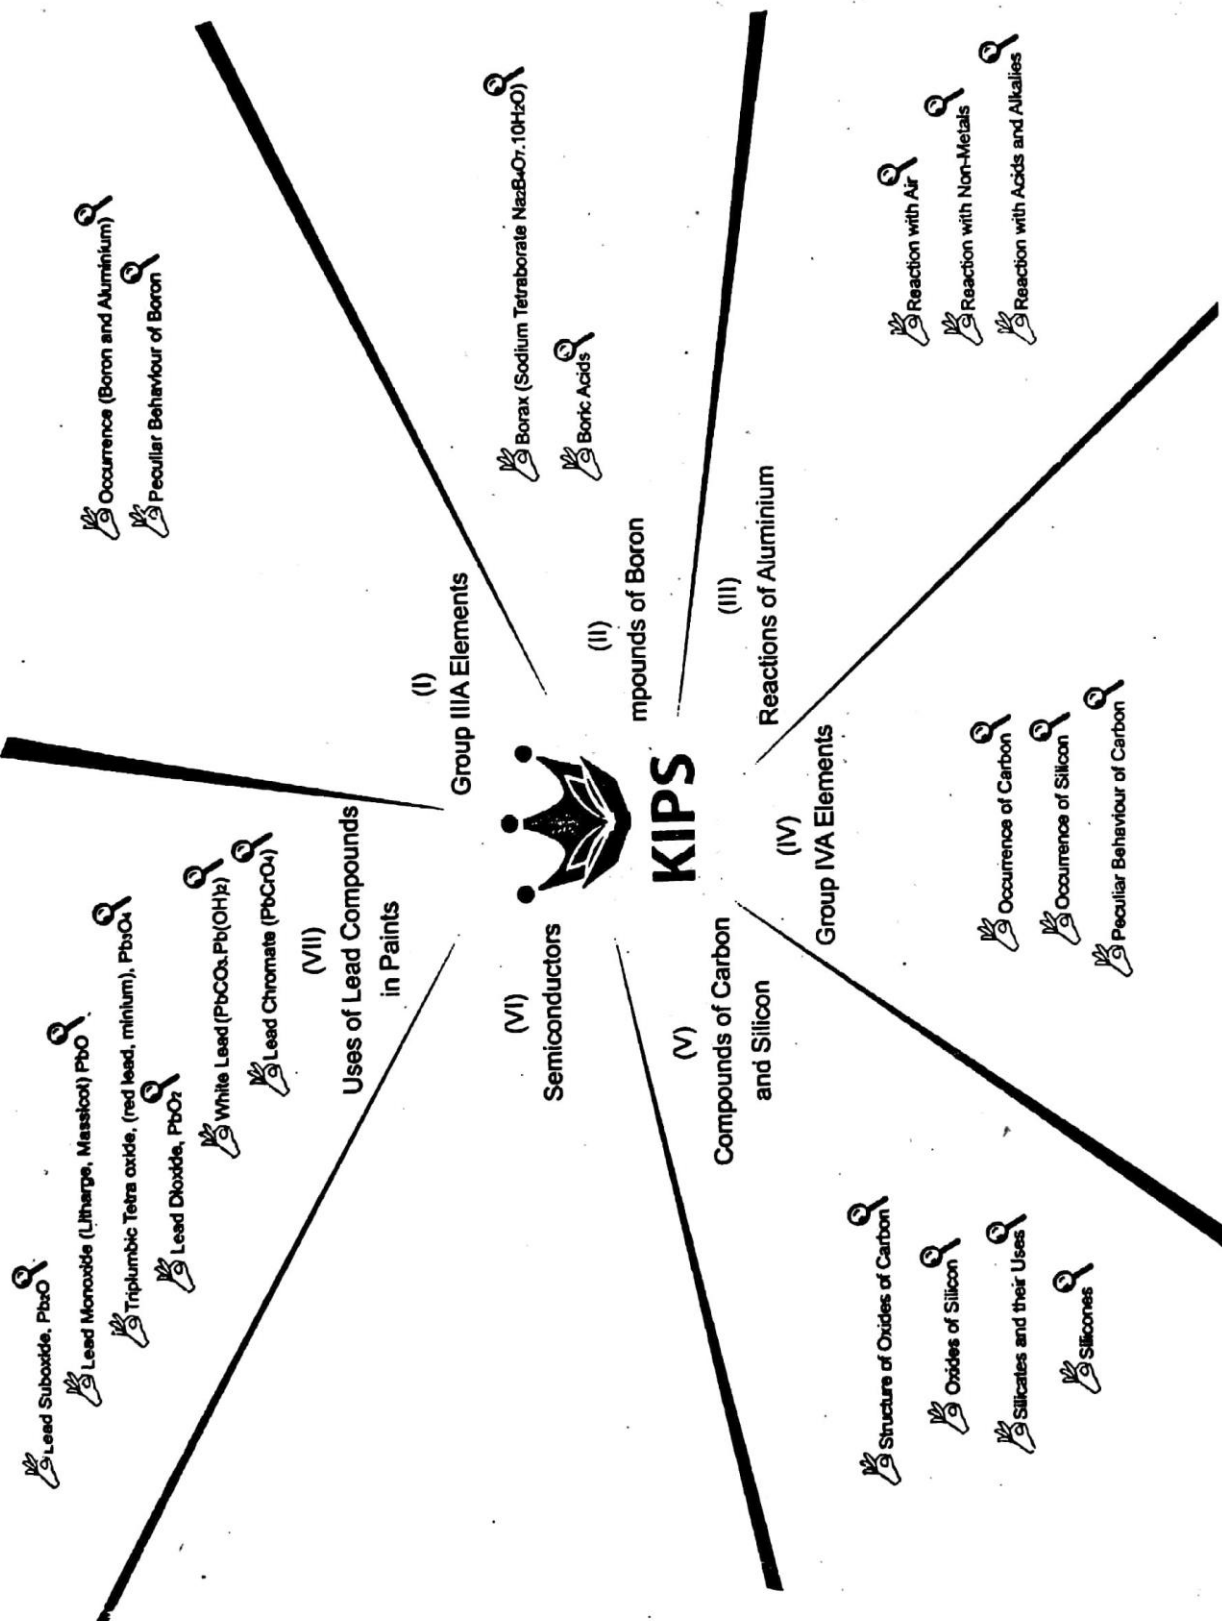 (I)
Group IIIA Elements
Occurrence (Boron and Aluminium)
Peculiar Behaviour of Boron
(II)
mpounds of Boron
Borax (Sodium Tetraborate Na2B4O7.10H2O)
Boric Acids
(III)
Reactions of Aluminium
Reaction with Air
Reaction with Non-Metals
Reaction with Acids and Alkalies
(IV)
Group IVA Elements
Occurrence of Carbon
Occurrence of Silicon
Peculiar Behaviour of Carbon
(V)
Compounds of Carbon
and Silicon
Structure of Oxides of Carbon
Oxides of Silicon
Silicates and their Uses
Silicones
(VI)
Semiconductors
(VII)
Uses of Lead Compounds
in Paints
Lead Suboxide, Pb2O
Lead Monoxide (Litharge, Massicot) PbO
Triplumbic Tetra oxide, (red lead, minium), Pb3O4
Lead Dioxide, PbO2
White Lead (PbCO3.Pb(OH)2)
Lead Chromate (PbCrO4)
KIPS